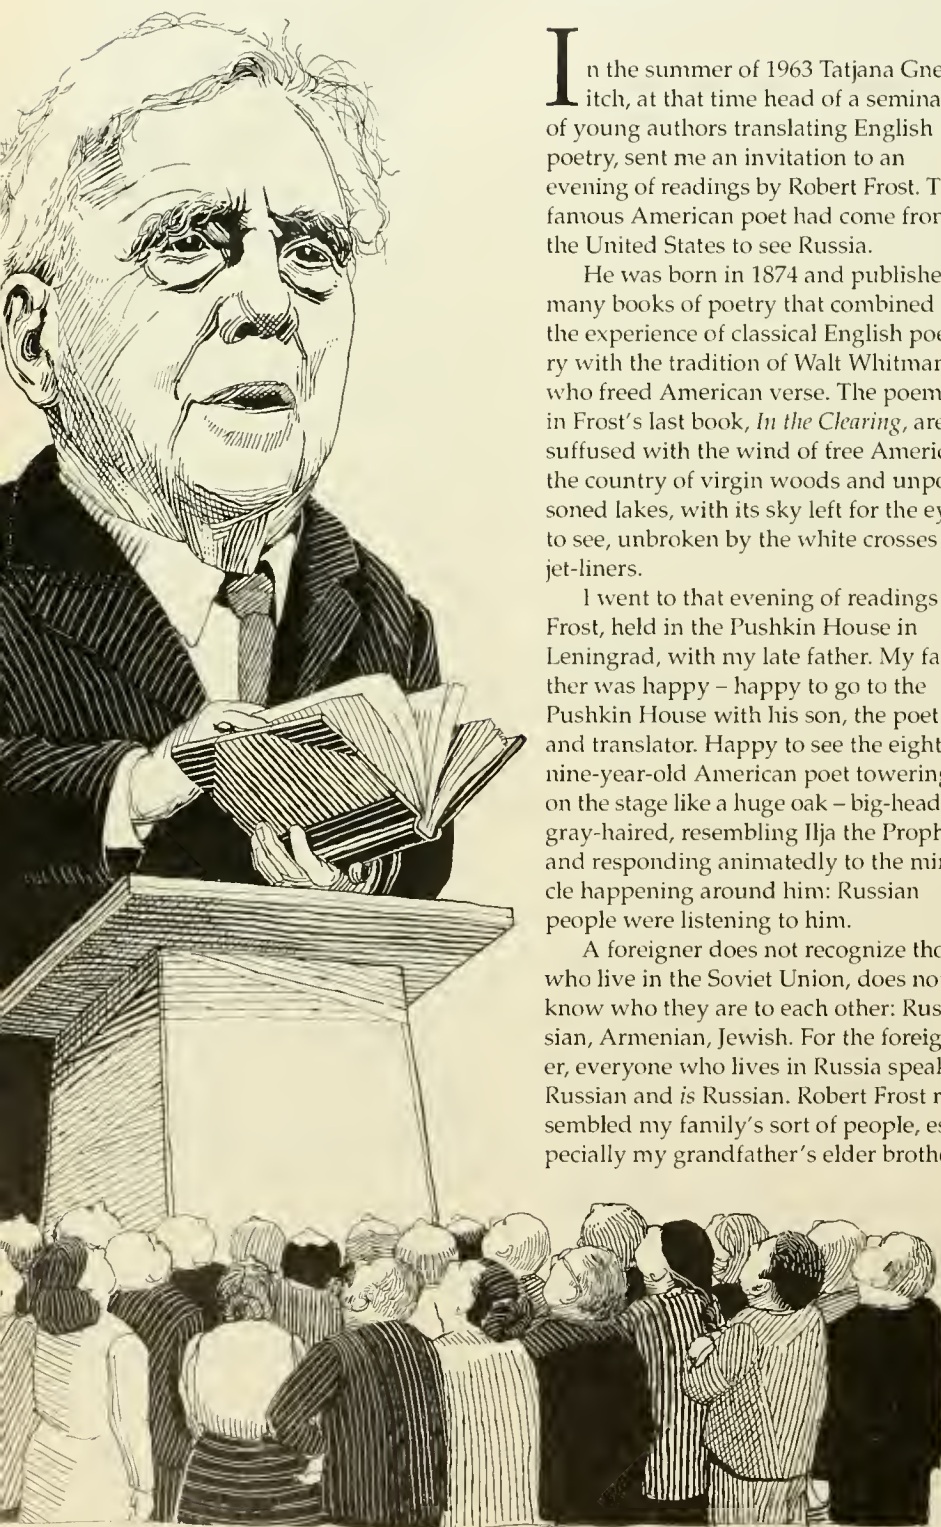 In the summer of 1963 Tatjana Gne
itch, at that time head of a semina
of young authors translating English
poetry, sent me an invitation to an
evening of readings by Robert Frost. T
famous American poet had come from
the United States to see Russia.
He was born in 1874 and publishe
many books of poetry that combined
the experience of classical English poe
ry with the tradition of Walt Whitman
who freed American verse. The poem
in Frost's last book, In the Clearing, are
suffused with the wind of free Americ
the country of virgin woods and unpo
soned lakes, with its sky left for the ey
to see, unbroken by the white crosses
jet-liners.
I went to that evening of readings
Frost, held in the Pushkin House in
Leningrad, with my late father. My fa
ther was happy – happy to go to the
Pushkin House with his son, the poet
and translator. Happy to see the eight
nine-year-old American poet towering
on the stage like a huge oak – big-head
gray-haired, resembling Ilja the Proph
and responding animatedly to the mir
cle happening around him: Russian
people were listening to him.
A foreigner does not recognize tho
who live in the Soviet Union, does no
know who they are to each other: Rus
sian, Armenian, Jewish. For the foreig
er, everyone who lives in Russia speak
Russian and is Russian. Robert Frost r
sembled my family's sort of people, es
pecially my grandfather's elder brothe